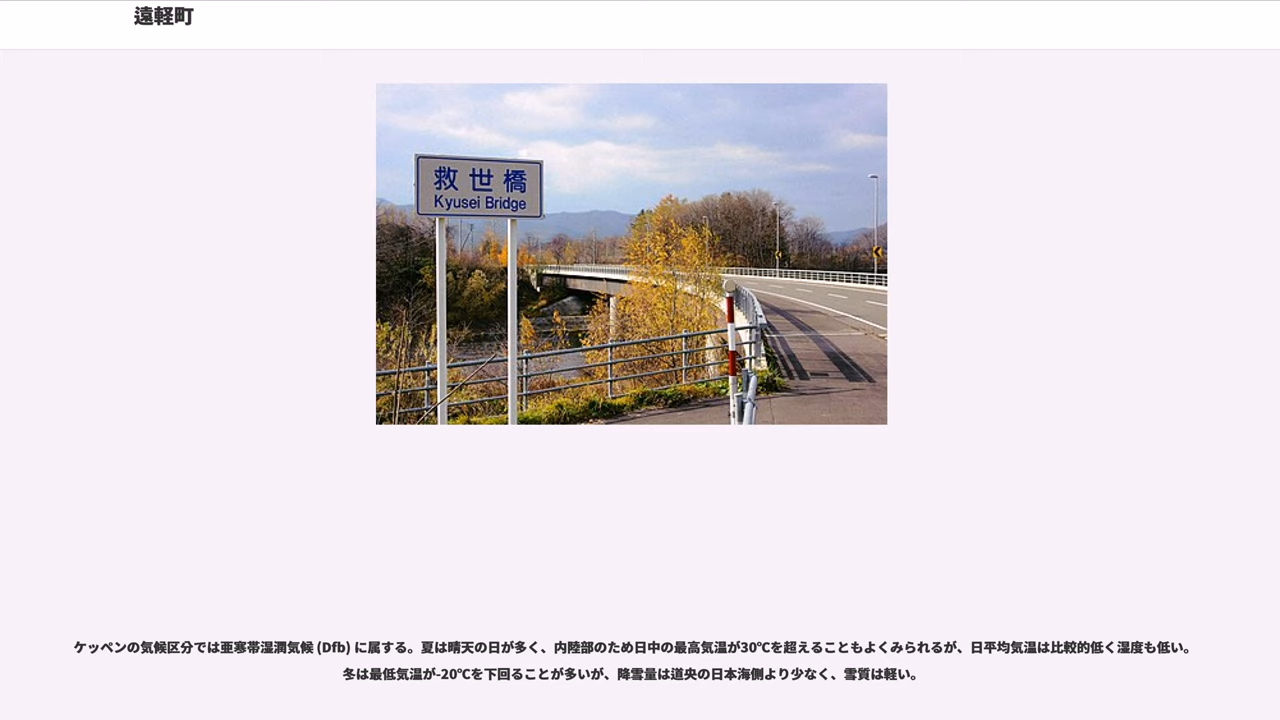 遠軽町
救世橋
Kyusei Bridge
ケッペンの気候区分では亜寒帯湿潤気候 (Dfb) に属する。夏は晴天の日が多く、内陸部のため日中の最高気温が30℃を超えることもよくみられるが、日平均気温は比較的低く湿度も低い。
冬は最低気温が-20℃を下回ることが多いが、降雪量は道央の日本海側より少なく、雪質は軽い。